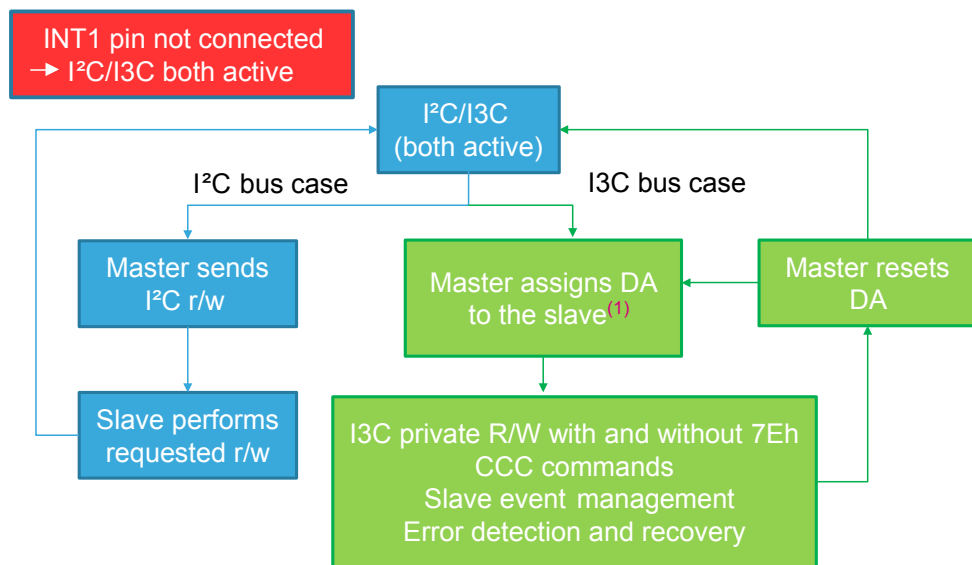 INT1 pin not connected
→ I²C/I3C both active
I²C/I3C
(both active)
I²C bus case
I3C bus case
Master sends
I²C r/w
Master assigns DA
to the slave(1)
Master resets
DA
Slave performs
requested r/w
I3C private R/W with and without 7Eh
CCC commands
Slave event management
Error detection and recovery